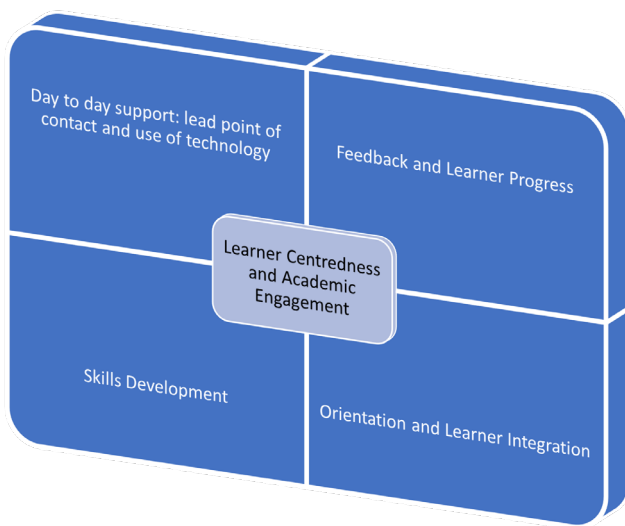 Day to day support: lead point of
contact and use of technology
Feedback and Learner Progress
Learner Centredness
and Academic
Engagement
Skills Development
Orientation and Learner Integration